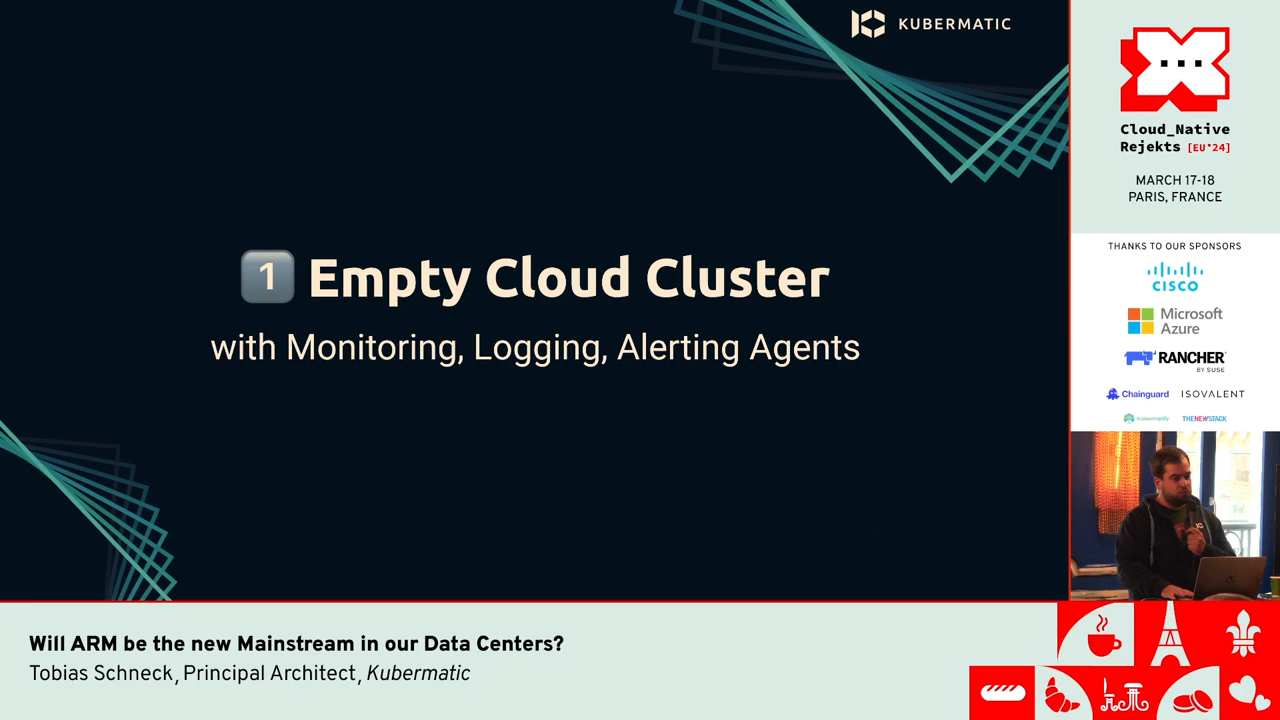 KUBERMATIC
1 Empty Cloud Cluster
with Monitoring, Logging, Alerting Agents
Cloud_Native
Rejekts [EU'24]
MARCH 17-18
PARIS, FRANCE
THANKS TO OUR SPONSORS
CISCO
Microsoft
Azure
RANCHER
BY SUSE
Chainguard
ISOVALENT
Kubesimplify
THENEWSTACK
Will ARM be the new Mainstream in our Data Centers?
Tobias Schneck, Principal Architect, Kubermatic